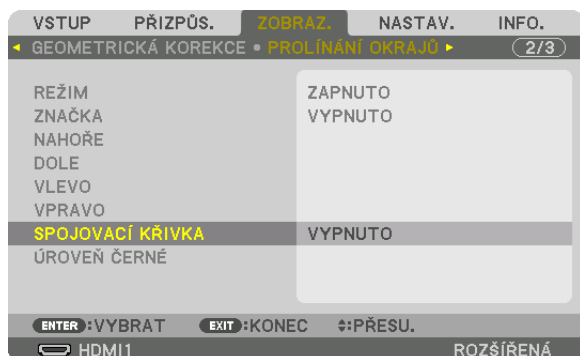 VSTUP PŘIZPŮS. ZOBRAZ. NASTAV. INFO.
GEOMETRICKÁ KOREKCE • PROLÍNÁNÍ OKRAJŮ 2/3
REŽIM ZAPNUTO
ZNAČKA VYPNUTO
NAHOŘE
DOLE
VLEVO
VPRAVO
SPOJOVACÍ KŘIVKA VYPNUTO
ÚROVEŇ ČERNÉ
ENTER :VYBRAT EXIT :KONEC :PŘESU.
HDMI1 ROZŠÍŘENÁ